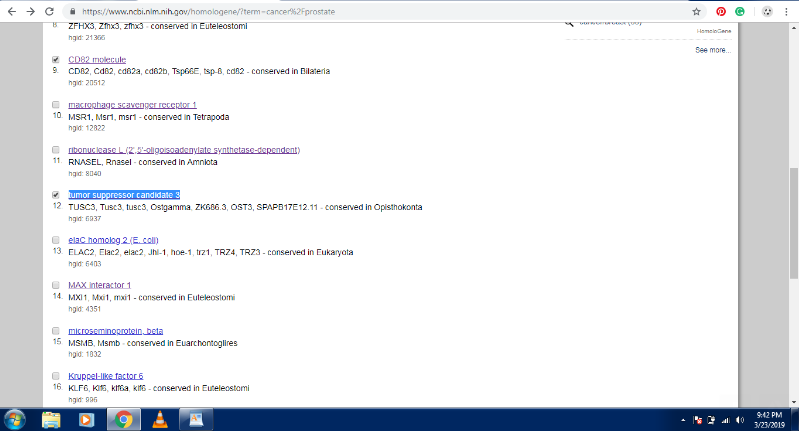 https://www.ncbi.nlm.nih.gov/homologene/?term=cancer%2Fprostate
8. ZFHX3, Zfhx3, zfhx3 - conserved in Euteleostomi
hgid: 21366
HomoloGene
See more...
CD82 molecule
9. CD82, Cd82, cd82a, cd82b, Tsp66E, tsp-8, cd82 - conserved in Bilateria
hgid: 20512
macrophage scavenger receptor 1
10. MSR1, Msr1, msr1 - conserved in Tetrapoda
hgid: 12822
ribonuclease L (2',5'-oligoisoadenylate synthetase-dependent)
11. RNASEL, Rnasel - conserved in Amniota
hgid: 8040
tumor suppressor candidate 3
12. TUSC3, Tusc3, tusc3, Ostgamma, ZK686.3, OST3, SPAPB17E12.11 - conserved in Opisthokonta
hgid: 6937
elaC homolog 2 (E. coli)
13. ELAC2, Elac2, elac2, Jhl-1, hoe-1, trz1, TRZ4, TRZ3 - conserved in Eukaryota
hgid: 6403
MAX interactor 1
14. MXI1, Mxi1, mxi1 - conserved in Euteleostomi
hgid: 4351
microseminoprotein, beta
15. MSMB, Msmb - conserved in Euarchontoglires
hgid: 1832
Kruppel-like factor 6
16. KLF6, Klf6, klf6a, klf6 - conserved in Euteleostomi
hgid: 996
9:42 PM
3/23/2019